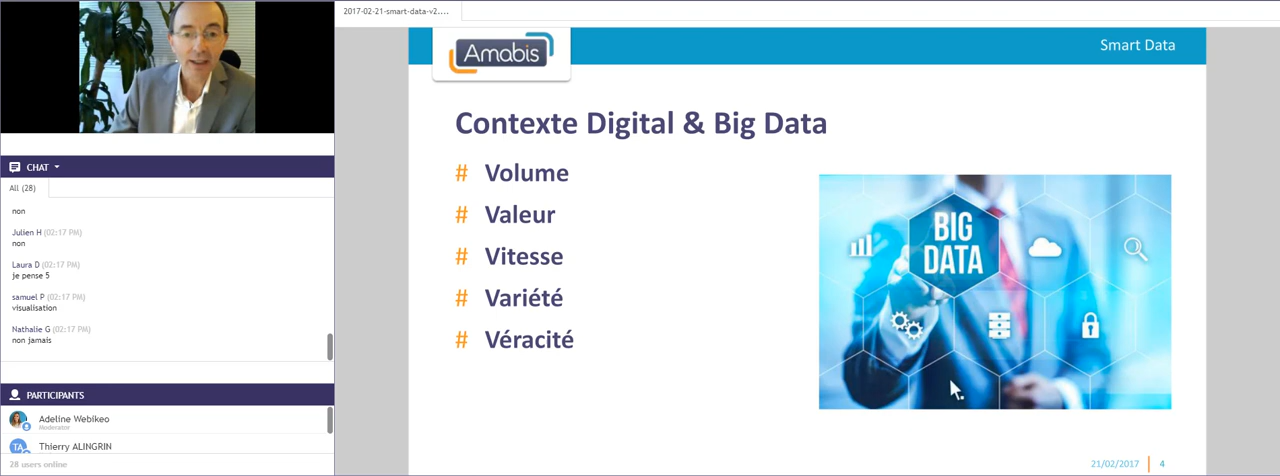 CHAT
All (28)
non
Julien H (02:17 PM)
non
Laura D (02:17 PM)
je pense 5
samuel P (02:17 PM)
visualisation
Nathalie G (02:17 PM)
non jamais
PARTICIPANTS
Adeline Webikeo
Moderator
TA
Thierry ALINGRIN
28 users online
2017-02-21-smart-data-v2....
Amabis
Smart Data
Contexte Digital & Big Data
# Volume
# Valeur
# Vitesse
# Variété
# Véracité
BIG
DATA
21/02/2017 4